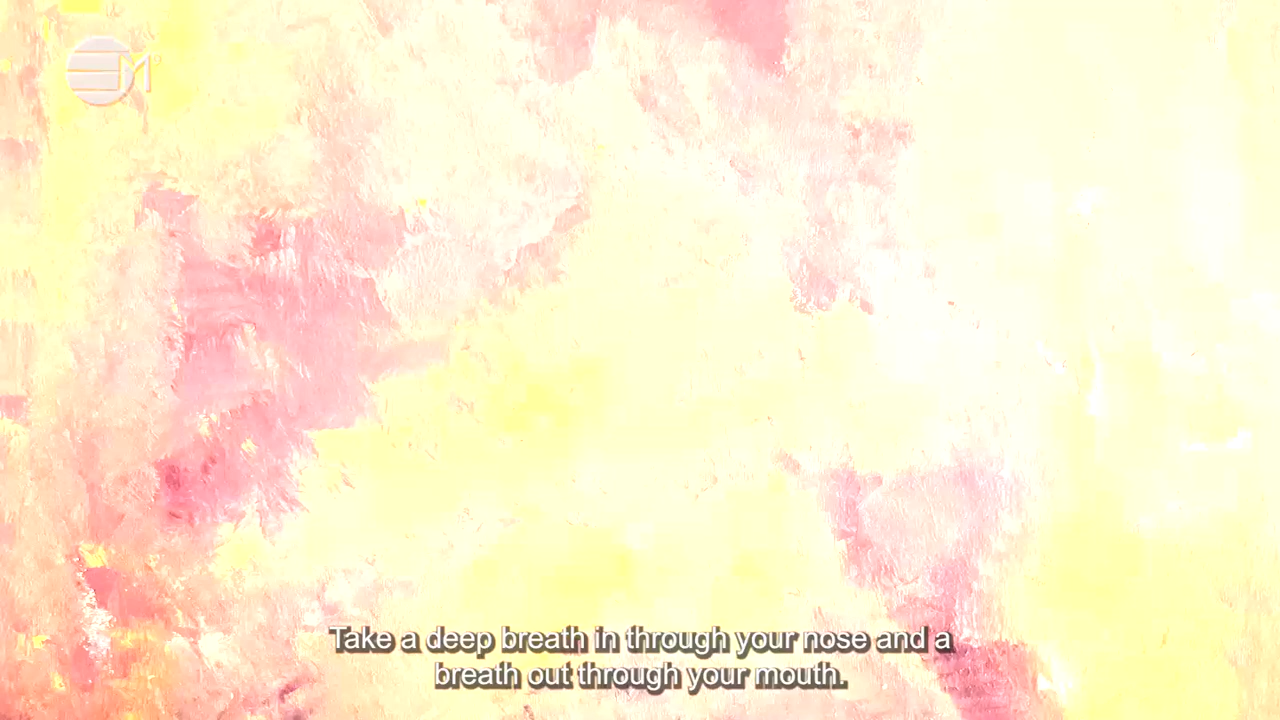 M'
Take a deep breath in through your nose and a
breath out through your mouth.